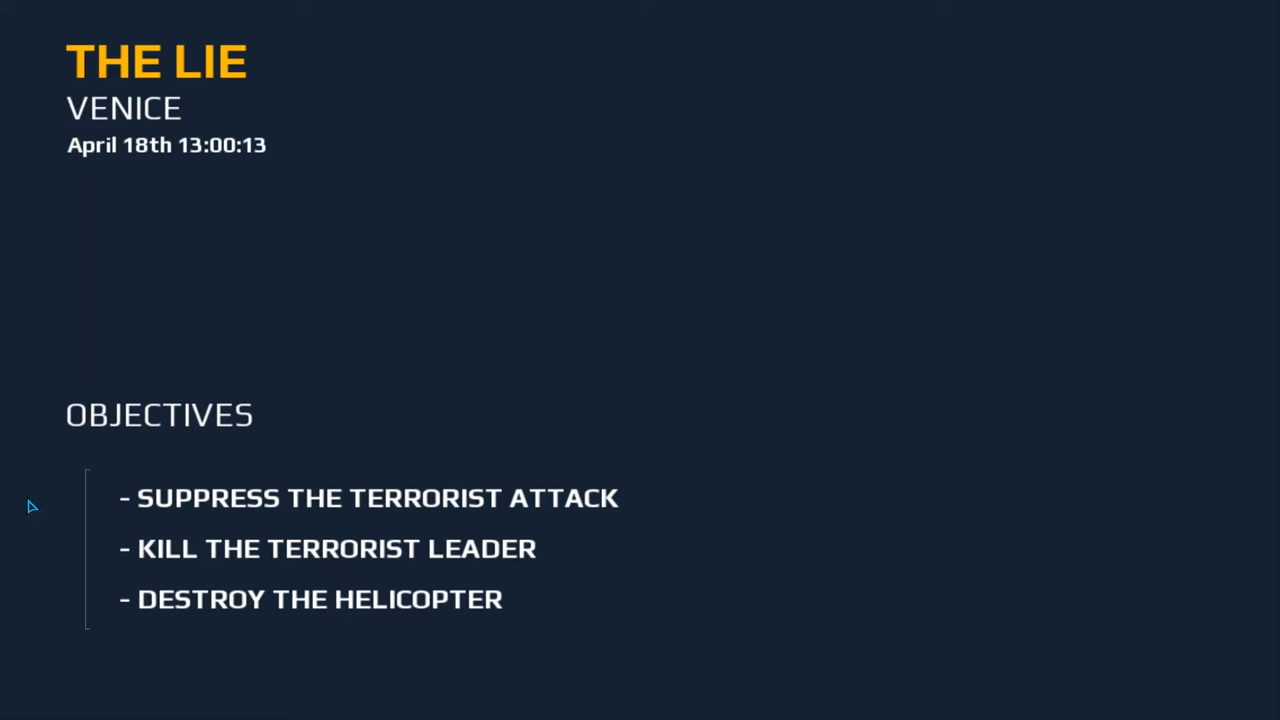 THE LIE
VENICE
April 18th 13:00:13
OBJECTIVES
- SUPPRESS THE TERRORIST ATTACK
- KILL THE TERRORIST LEADER
- DESTROY THE HELICOPTER